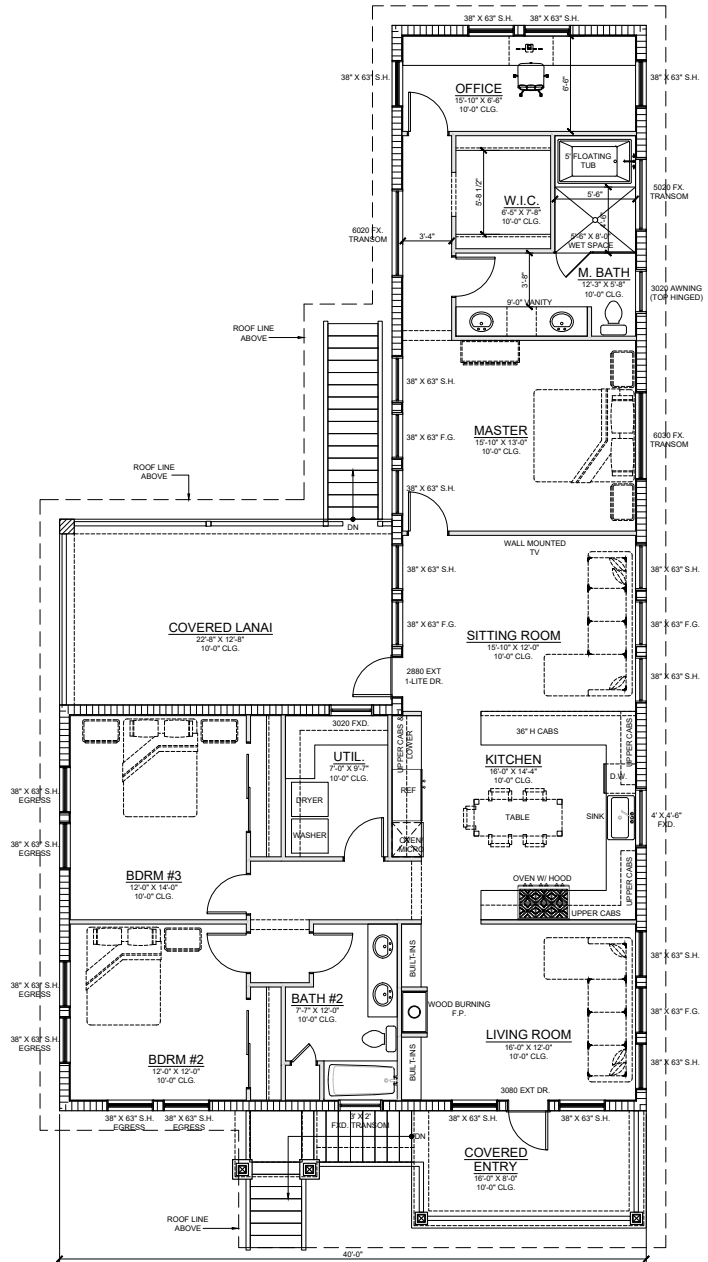 38" X 63" S.H.
38" X 63" S.H.
38" X 63" S.H.
OFFICE
15'-10" X 6'-6"
10'-0" CLG.
6'-6"
38" X 63" S.H.
5' FLOATING
TUB
5'-8 1/2"
W.I.C.
6'-5" X 7'-8"
10'-0" CLG.
5'-6"
5020 FX.
TRANSOM
6020 FX.
TRANSOM
3'-4"
5'-6" X 8'-0"
WET SPACE
3'-8"
M. BATH
12'-3" X 5'-8"
10'-0" CLG.
3020 AWNING
(TOP HINGED)
9'-0" VANITY
ROOF LINE
ABOVE
38" X 63" S.H.
MASTER
15'-10" X 13'-0"
10'-0" CLG.
38" X 63" F.G.
6030 FX.
TRANSOM
ROOF LINE
ABOVE
38" X 63" S.H.
DN
WALL MOUNTED
TV
38" X 63" S.H.
38" X 63" S.H.
COVERED LANAI
22'-8" X 12'-8"
10'-0" CLG.
38" X 63" F.G.
SITTING ROOM
15'-10" X 12'-0"
10'-0" CLG.
38" X 63" F.G.
2880 EXT
1-LITE DR.
38" X 63" S.H.
3020 FXD.
UPPER CABS &
LOWER
36" H CABS
UPPER CABS
UTIL.
7'-0" X 9'-7"
10'-0" CLG.
KITCHEN
16'-0" X 14'-4"
10'-0" CLG.
38" X 63" S.H.
EGRESS
DRYER
REF
D.W.
WASHER
OVEN/
MICRO
TABLE
SINK
4' X 4'-6"
FXD.
38" X 63" S.H.
EGRESS
BDRM #3
12'-0" X 14'-0"
10'-0" CLG.
OVEN W/ HOOD
UPPER CABS
UPPER CABS
38" X 63" S.H.
EGRESS
BUILT-INS
38" X 63" S.H.
BATH #2
7'-7" X 12'-0"
10'-0" CLG.
WOOD BURNING
F.P.
38" X 63" F.G.
38" X 63" S.H.
EGRESS
BDRM #2
12'-0" X 12'-0"
10'-0" CLG.
BUILT-INS
LIVING ROOM
16'-0" X 12'-0"
10'-0" CLG.
38" X 63" S.H.
3080 EXT DR.
38" X 63" S.H.
EGRESS
38" X 63" S.H.
EGRESS
3' X 2'
FXD. TRANSOM
38" X 63" S.H.
38" X 63" S.H.
DN
COVERED
ENTRY
16'-0" X 8'-0"
10'-0" CLG.
ROOF LINE
ABOVE
40'-0"